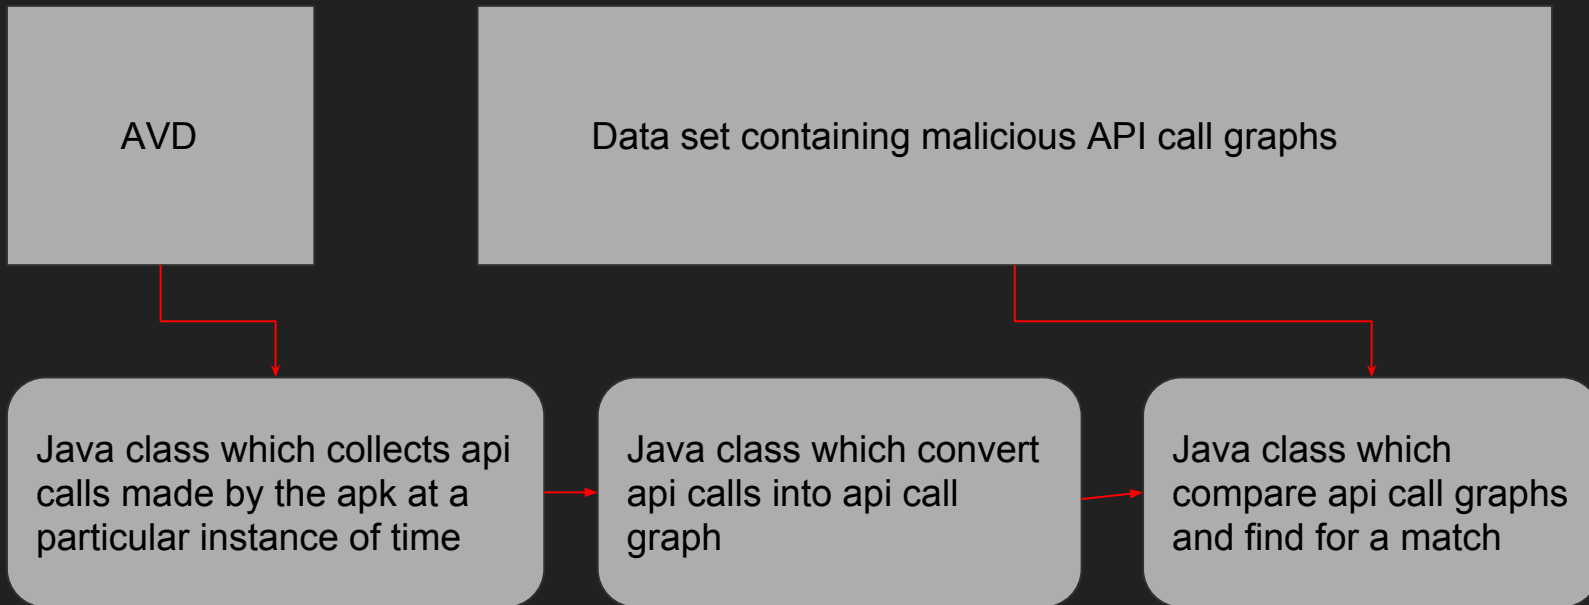 AVD
Data set containing malicious API call graphs
Java class which collects api
calls made by the apk at a
particular instance of time
Java class which convert
api calls into api call
graph
Java class which
compare api call graphs
and find for a match